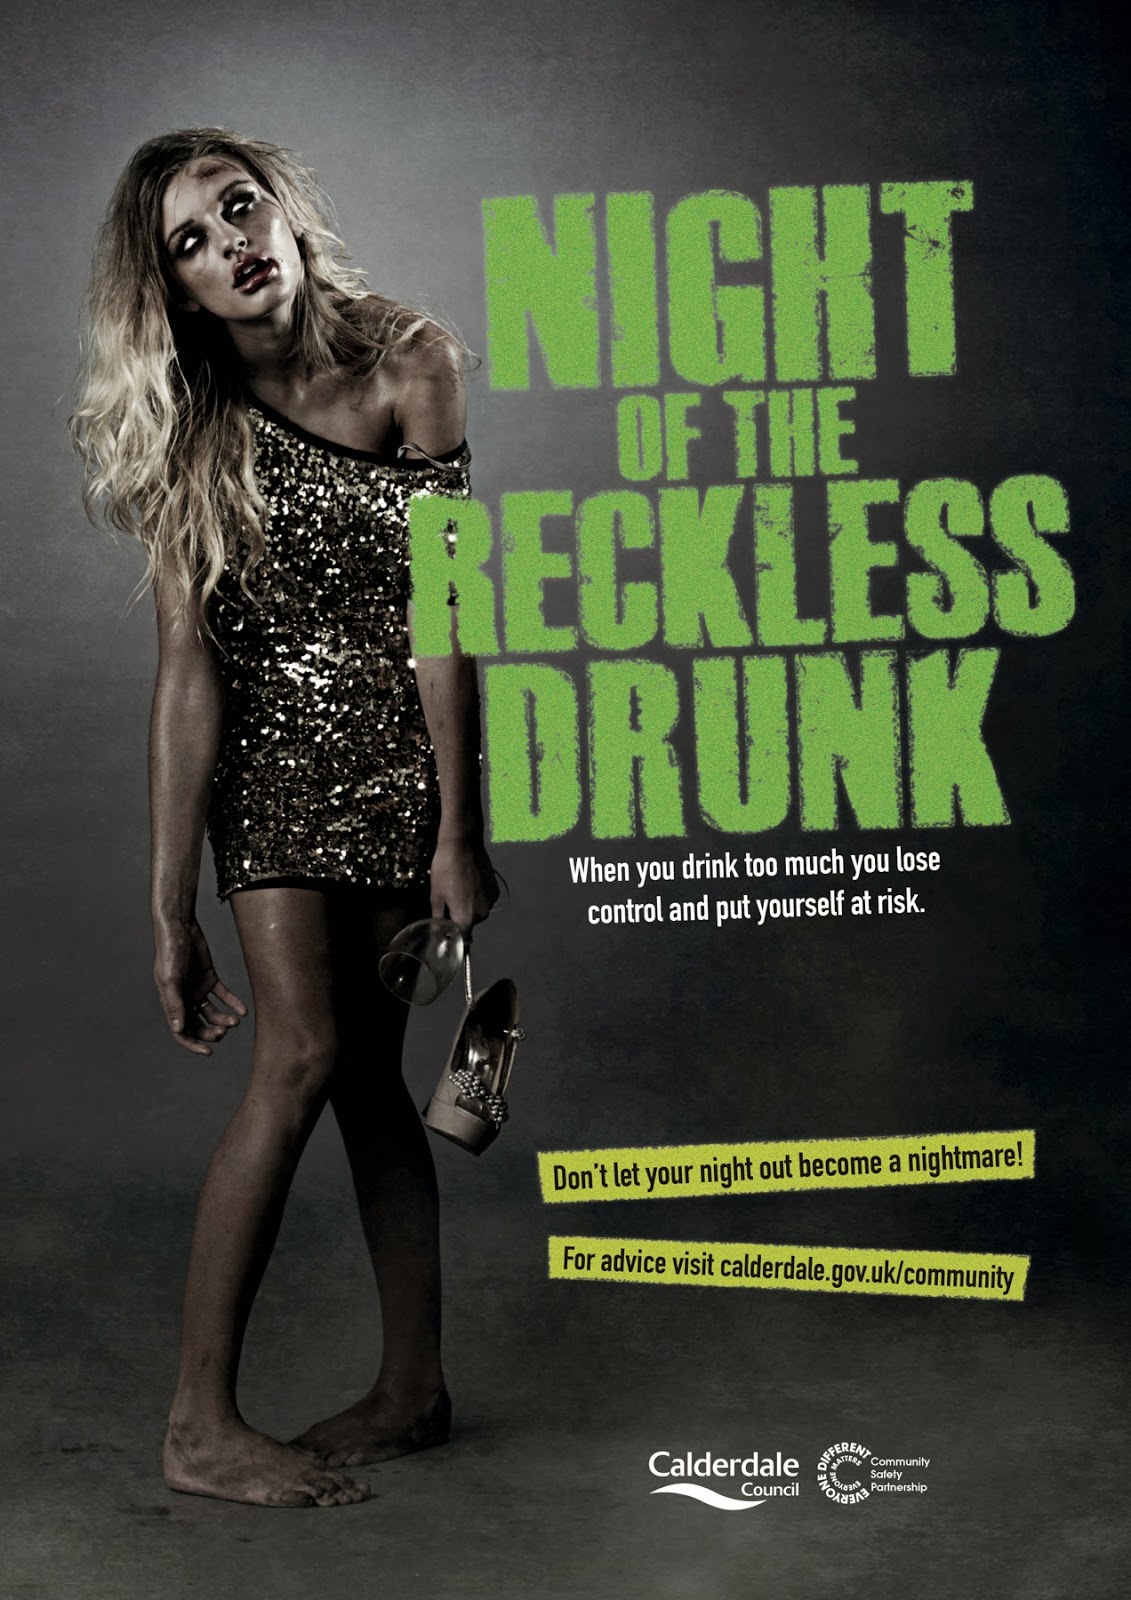 NIGHT
OF THE
RECKLESS
DRUNK
When you drink too much you lose
control and put yourself at risk.
Don't let your night out become a nightmare!
For advice visit calderdale.gov.uk/community
Calderdale
Council
EVERYONE DIFFERENT
EVERYONE MATTERS
Community
Safety
Partnership